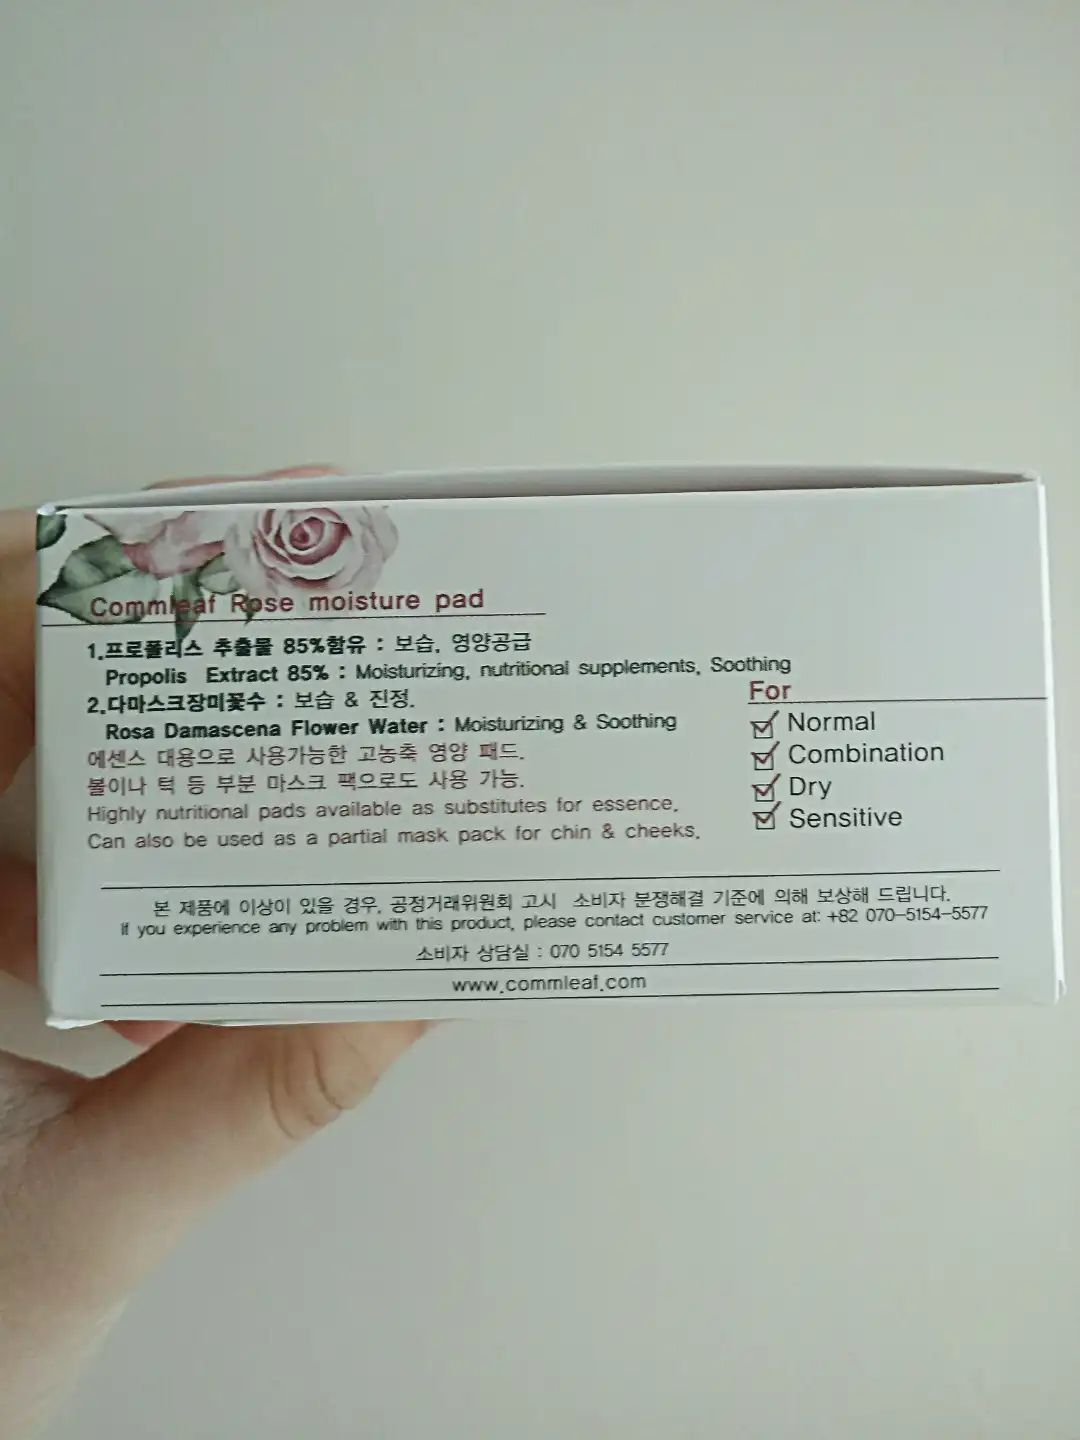 Commleaf Rose moisture pad
1.프로폴리스 추출물 85%함유 : 보습, 영양공급
Propolis Extract 85% : Moisturizing, nutritional supplements, Soothing
2.다마스크장미꽃수 : 보습 & 진정.
Rosa Damascena Flower Water : Moisturizing & Soothing
에센스 대용으로 사용가능한 고농축 영양 패드.
볼이나 턱 등 부분 마스크 팩으로도 사용 가능.
Highly nutritional pads available as substitutes for essence.
Can also be used as a partial mask pack for chin & cheeks.
For
Normal
Combination
Dry
Sensitive
본 제품에 이상이 있을 경우, 공정거래위원회 고시 소비자 분쟁해결 기준에 의해 보상해 드립니다.
If you experience any problem with this product, please contact customer service at: +82 070-5154-5577
소비자 상담실 : 070 5154 5577
www.commleaf.com